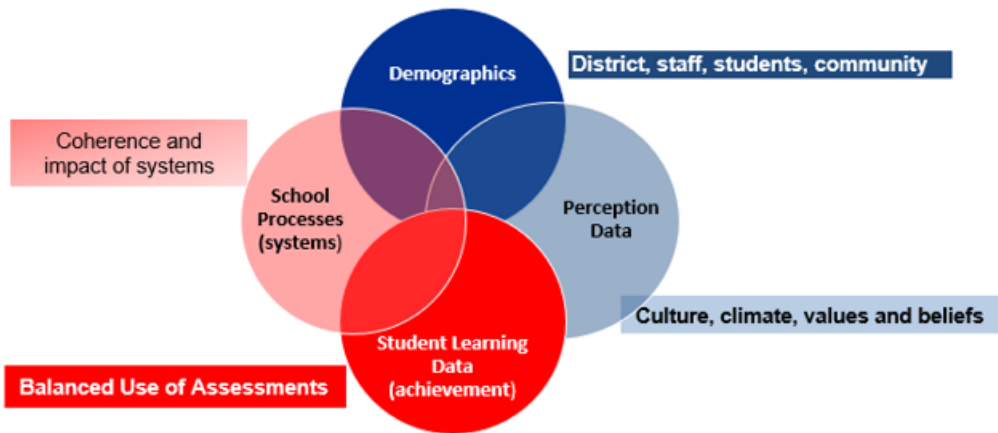 Demographics
District, staff, students, community
Coherence and
impact of systems
School
Processes
(systems)
Perception
Data
Culture, climate, values and beliefs
Student Learning
Data
(achievement)
Balanced Use of Assessments